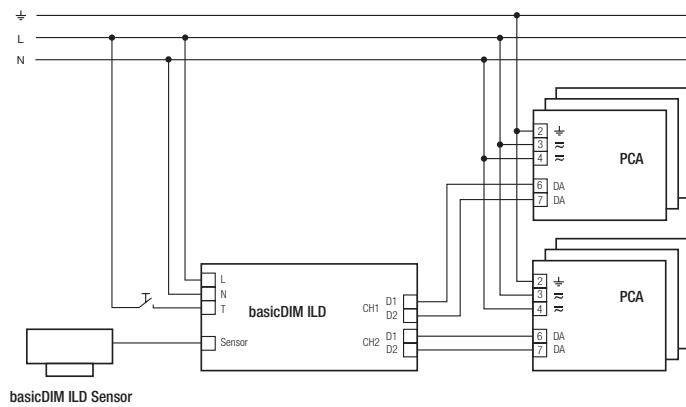 L
N
2
3
4
PCA
6 DA
7 DA
L
N
T
Sensor
basicDIM ILD
CH1 D1
D2
CH2 D1
D2
2
3
4
PCA
6 DA
7 DA
basicDIM ILD Sensor